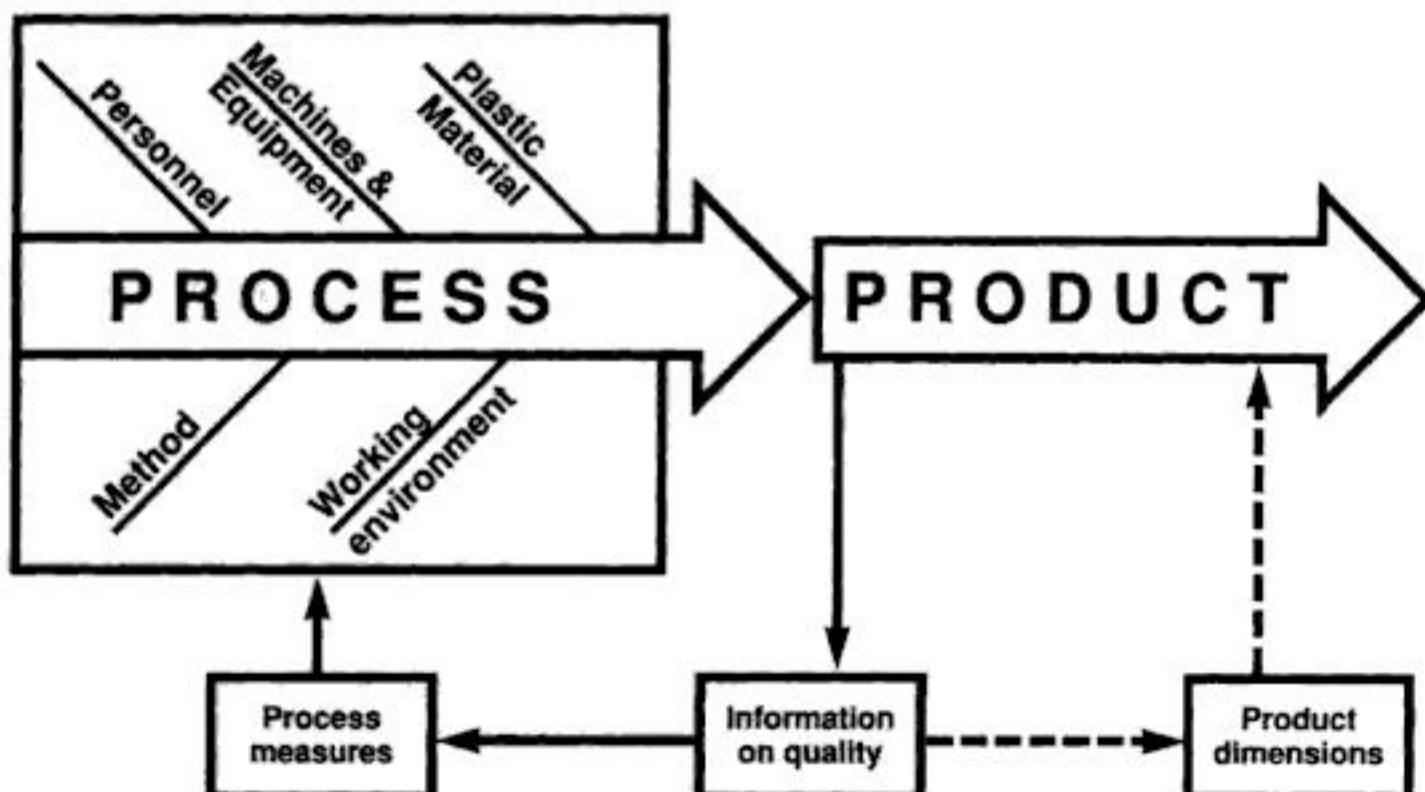 Personnel
Machines &
Equipment
Plastic
Material
PROCESS
PRODUCT
Method
Working
environment
Process
measures
Information
on quality
Product
dimensions